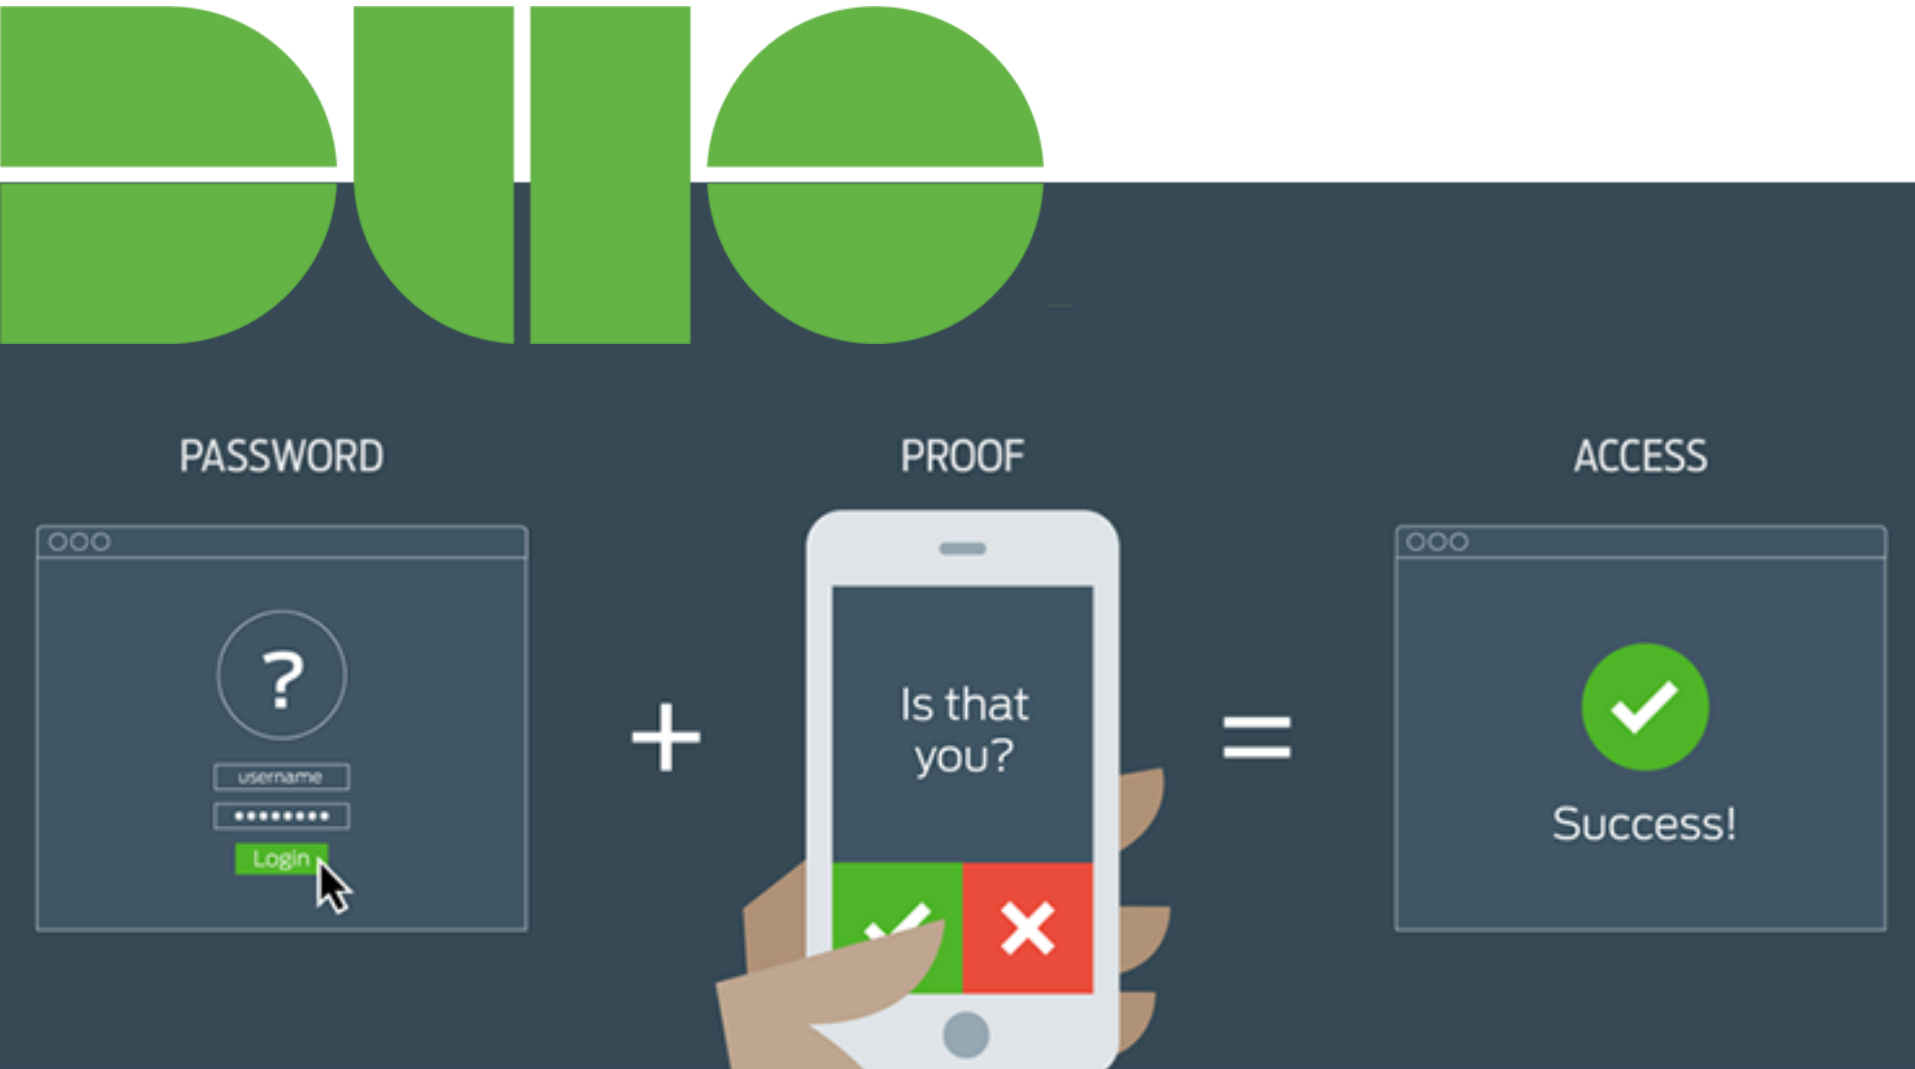 DUO
PASSWORD
PROOF
ACCESS
?
username
Login
+
Is that
you?
=
Success!